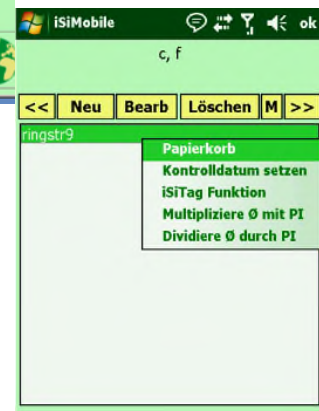 iSiMobile ok
c, f
<< Neu Bearb Löschen M >>
ringstr9
Papierkorb
Kontrolldatum setzen
iSiTag Funktion
Multipliziere Ø mit PI
Dividiere Ø durch PI